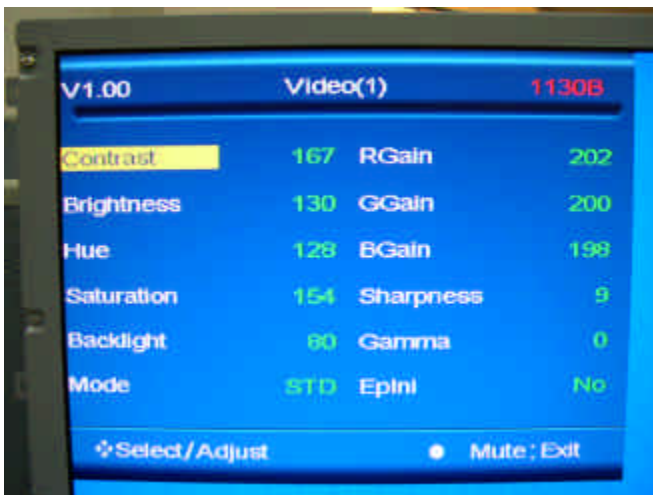 V1.00 Video(1) 1130B
Contrast 167 RGain 202
Brightness 130 GGain 200
Hue 128 BGain 198
Saturation 154 Sharpness 9
Backlight 80 Gamma 0
Mode STD EpIni No
Select/Adjust Mute:Exit